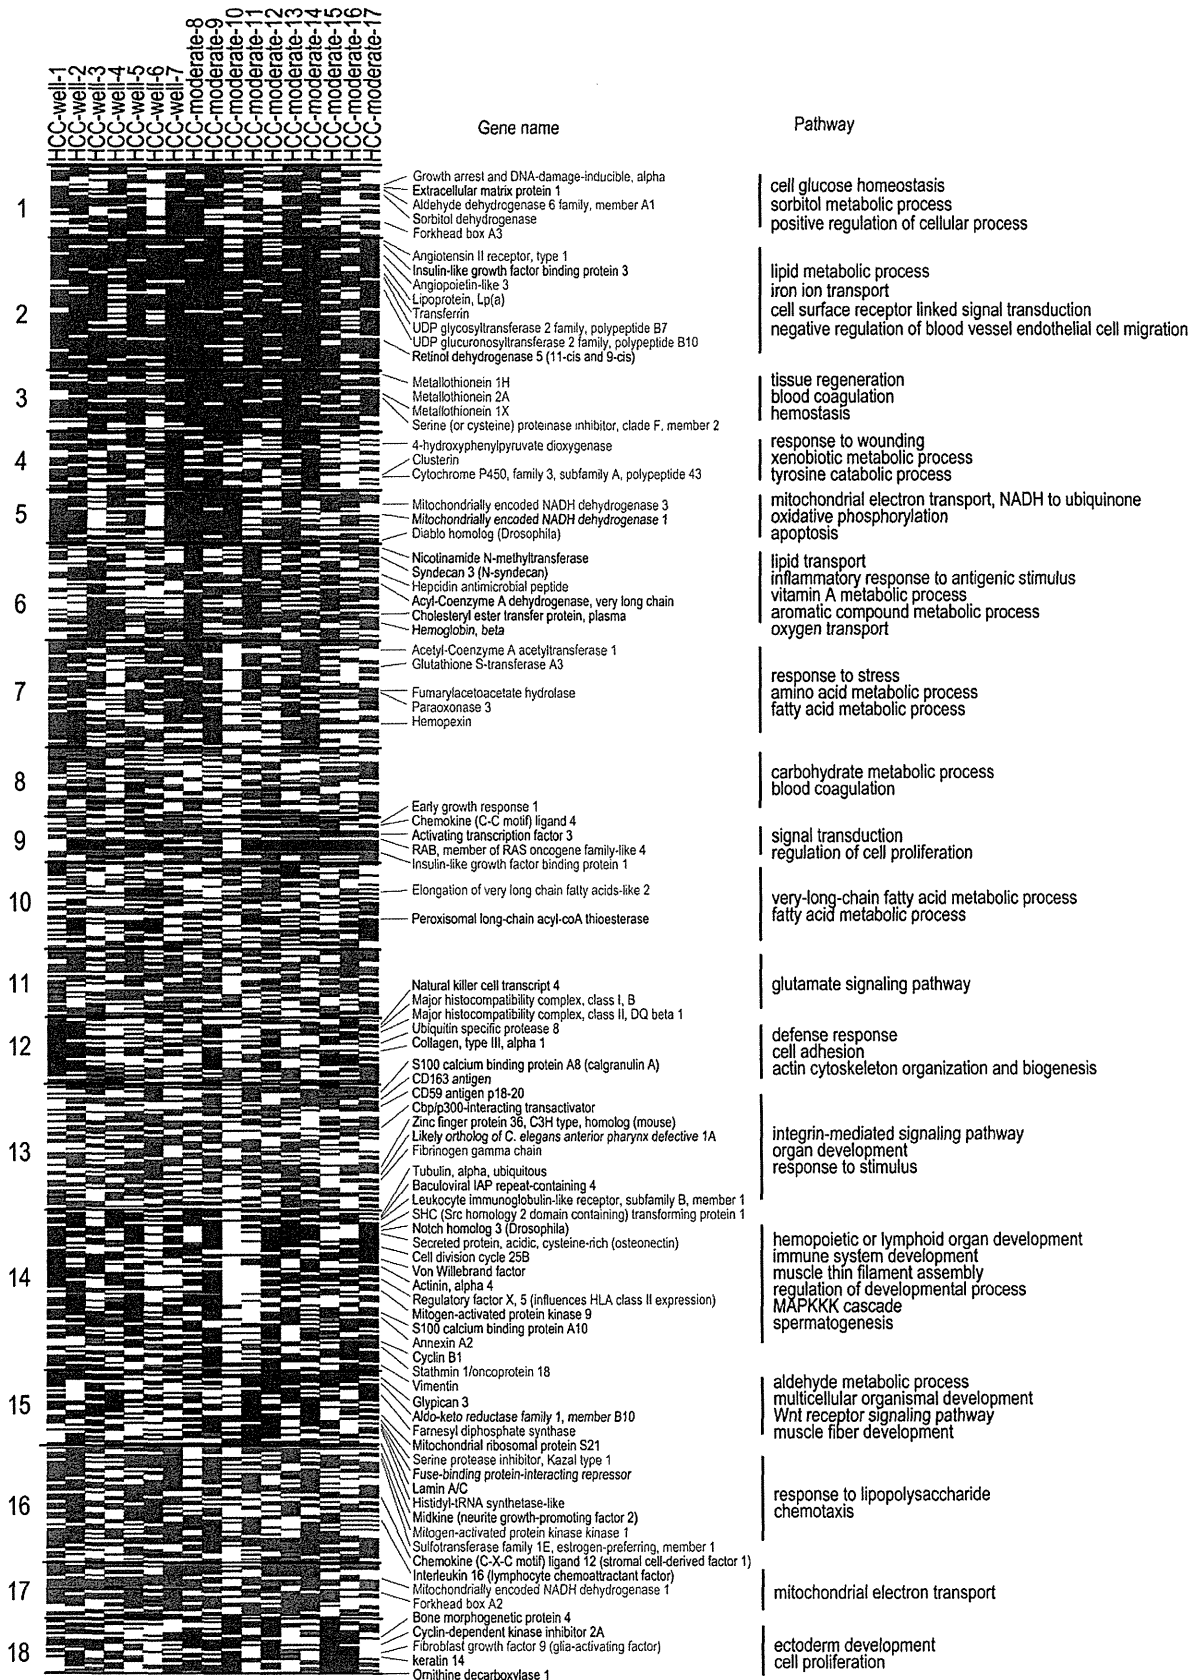 HCC-well-1
HCC-well-2
HCC-well-3
HCC-well-4
HCC-well-5
HCC-well-6
HCC-well-7
HCC-moderate-8
HCC-moderate-9
HCC-moderate-10
HCC-moderate-11
HCC-moderate-12
HCC-moderate-13
HCC-moderate-14
HCC-moderate-15
HCC-moderate-16
HCC-moderate-17
Gene name
Pathway
1
Growth arrest and DNA-damage-inducible, alpha
Extracellular matrix protein 1
Aldehyde dehydrogenase 6 family, member A1
Sorbitol dehydrogenase
Forkhead box A3
cell glucose homeostasis
sorbitol metabolic process
positive regulation of cellular process
2
Angiotensin II receptor, type 1
Insulin-like growth factor binding protein 3
Angiopoietin-like 3
Lipoprotein, Lp(a)
Transferrin
UDP glycosyltransferase 2 family, polypeptide B7
UDP glucuronosyltransferase 2 family, polypeptide B10
Retinol dehydrogenase 5 (11-cis and 9-cis)
lipid metabolic process
iron ion transport
cell surface receptor linked signal transduction
negative regulation of blood vessel endothelial cell migration
3
Metallothionein 1H
Metallothionein 2A
Metallothionein 1X
Serine (or cysteine) proteinase inhibitor, clade F, member 2
tissue regeneration
blood coagulation
hemostasis
4
4-hydroxyphenylpyruvate dioxygenase
Clusterin
Cytochrome P450, family 3, subfamily A, polypeptide 43
response to wounding
xenobiotic metabolic process
tyrosine catabolic process
5
Mitochondrially encoded NADH dehydrogenase 3
Mitochondrially encoded NADH dehydrogenase 1
Diablo homolog (Drosophila)
mitochondrial electron transport, NADH to ubiquinone
oxidative phosphorylation
apoptosis
6
Nicotinamide N-methyltransferase
Syndecan 3 (N-syndecan)
Hepcidin antimicrobial peptide
Acyl-Coenzyme A dehydrogenase, very long chain
Cholesteryl ester transfer protein, plasma
Hemoglobin, beta
lipid transport
inflammatory response to antigenic stimulus
vitamin A metabolic process
aromatic compound metabolic process
oxygen transport
7
Acetyl-Coenzyme A acetyltransferase 1
Glutathione S-transferase A3
Fumarylacetoacetate hydrolase
Paraoxonase 3
Hemopexin
response to stress
amino acid metabolic process
fatty acid metabolic process
8
carbohydrate metabolic process
blood coagulation
9
Early growth response 1
Chemokine (C-C motif) ligand 4
Activating transcription factor 3
RAB, member of RAS oncogene family-like 4
Insulin-like growth factor binding protein 1
signal transduction
regulation of cell proliferation
10
Elongation of very long chain fatty acids-like 2
Peroxisomal long-chain acyl-coA thioesterase
very-long-chain fatty acid metabolic process
fatty acid metabolic process
11
glutamate signaling pathway
12
Natural killer cell transcript 4
Major histocompatibility complex, class I, B
Major histocompatibility complex, class II, DQ beta 1
Ubiquitin specific protease 8
Collagen, type III, alpha 1
defense response
cell adhesion
actin cytoskeleton organization and biogenesis
13
S100 calcium binding protein A8 (calgranulin A)
CD163 antigen
CD59 antigen p18-20
Cbp/p300-interacting transactivator
Zinc finger protein 36, C3H type, homolog (mouse)
Likely ortholog of C. elegans anterior pharynx defective 1A
Fibrinogen gamma chain
integrin-mediated signaling pathway
organ development
response to stimulus
14
Tubulin, alpha, ubiquitous
Baculoviral IAP repeat-containing 4
Leukocyte immunoglobulin-like receptor, subfamily B, member 1
SHC (Src homology 2 domain containing) transforming protein 1
Notch homolog 3 (Drosophila)
Secreted protein, acidic, cysteine-rich (osteonectin)
Cell division cycle 25B
Von Willebrand factor
Actinin, alpha 4
Regulatory factor X, 5 (influences HLA class II expression)
Mitogen-activated protein kinase 9
S100 calcium binding protein A10
Annexin A2
Cyclin B1
Stathmin 1/oncoprotein 18
hemopoietic or lymphoid organ development
immune system development
muscle thin filament assembly
regulation of developmental process
MAPKKK cascade
spermatogenesis
15
Vimentin
Glypican 3
Aldo-keto reductase family 1, member B10
Farnesyl diphosphate synthase
Mitochondrial ribosomal protein S21
Serine protease inhibitor, Kazal type 1
Fuse-binding protein-interacting repressor
Lamin A/C
Histidyl-tRNA synthetase-like
Midkine (neurite growth-promoting factor 2)
Mitogen-activated protein kinase kinase 1
Sulfotransferase family 1E, estrogen-preferring, member 1
aldehyde metabolic process
multicellular organismal development
Wnt receptor signaling pathway
muscle fiber development
16
Chemokine (C-X-C motif) ligand 12 (stromal cell-derived factor 1)
Interleukin 16 (lymphocyte chemoattractant factor)
response to lipopolysaccharide
chemotaxis
17
Mitochondrially encoded NADH dehydrogenase 1
Forkhead box A2
mitochondrial electron transport
18
Bone morphogenetic protein 4
Cyclin-dependent kinase inhibitor 2A
Fibroblast growth factor 9 (glia-activating factor)
keratin 14
Ornithine decarboxylase 1
ectoderm development
cell proliferation